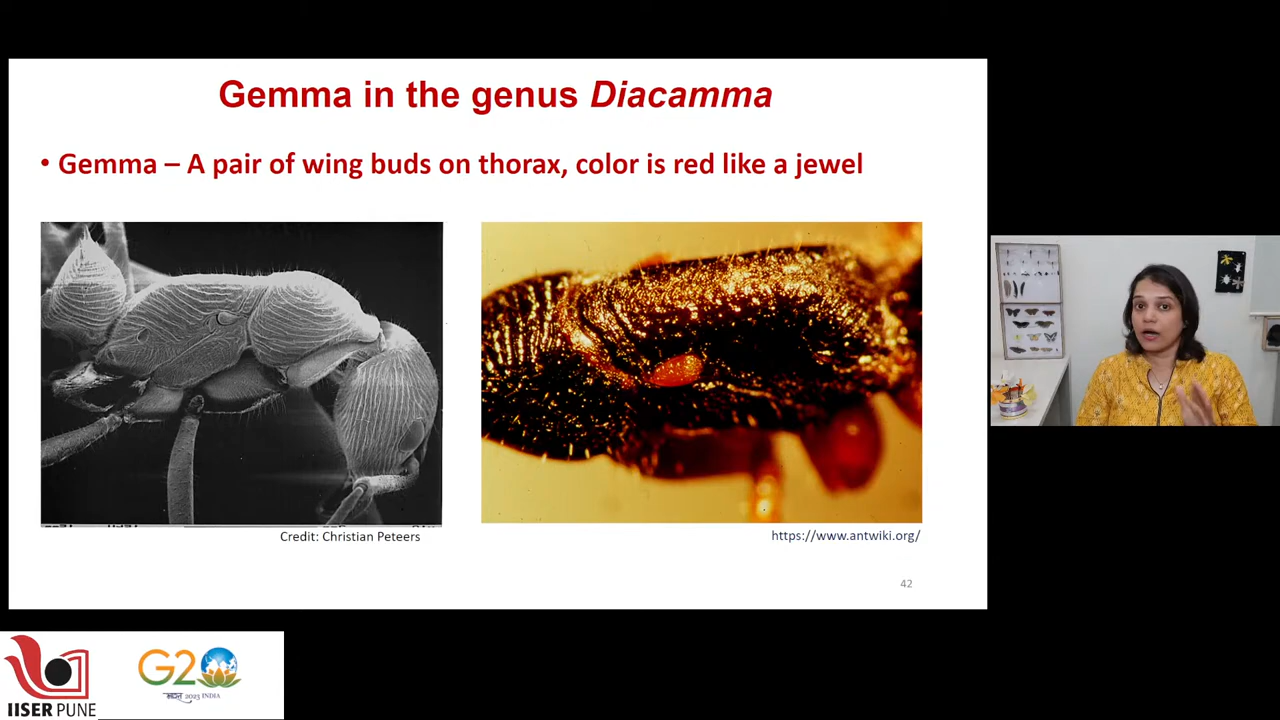 Gemma in the genus Diacamma
• Gemma – A pair of wing buds on thorax, color is red like a jewel
Credit: Christian Peteers
https://www.antwiki.org/
42
IISER PUNE
G20
भारत 2023 INDIA